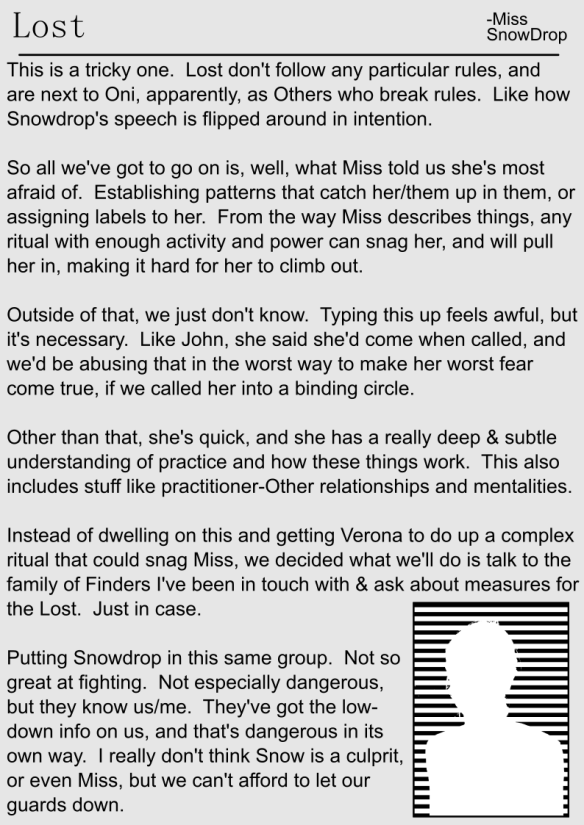 Lost
-Miss
SnowDrop
This is a tricky one.  Lost don't follow any particular rules, and
are next to Oni, apparently, as Others who break rules.  Like how
Snowdrop's speech is flipped around in intention.
So all we've got to go on is, well, what Miss told us she's most
afraid of.  Establishing patterns that catch her/them up in them, or
assigning labels to her.  From the way Miss describes things, any
ritual with enough activity and power can snag her, and will pull
her in, making it hard for her to climb out.
Outside of that, we just don't know.  Typing this up feels awful, but
it's necessary.  Like John, she said she'd come when called, and
we'd be abusing that in the worst way to make her worst fear
come true, if we called her into a binding circle.
Other than that, she's quick, and she has a really deep & subtle
understanding of practice and how these things work.  This also
includes stuff like practitioner-Other relationships and mentalities.
Instead of dwelling on this and getting Verona to do up a complex
ritual that could snag Miss, we decided what we'll do is talk to the
family of Finders I've been in touch with & ask about measures for
the Lost.  Just in case.
Putting Snowdrop in this same group.  Not so
great at fighting.  Not especially dangerous,
but they know us/me.  They've got the low-
down info on us, and that's dangerous in its
own way.  I really don't think Snow is a culprit,
or even Miss, but we can't afford to let our
guards down.